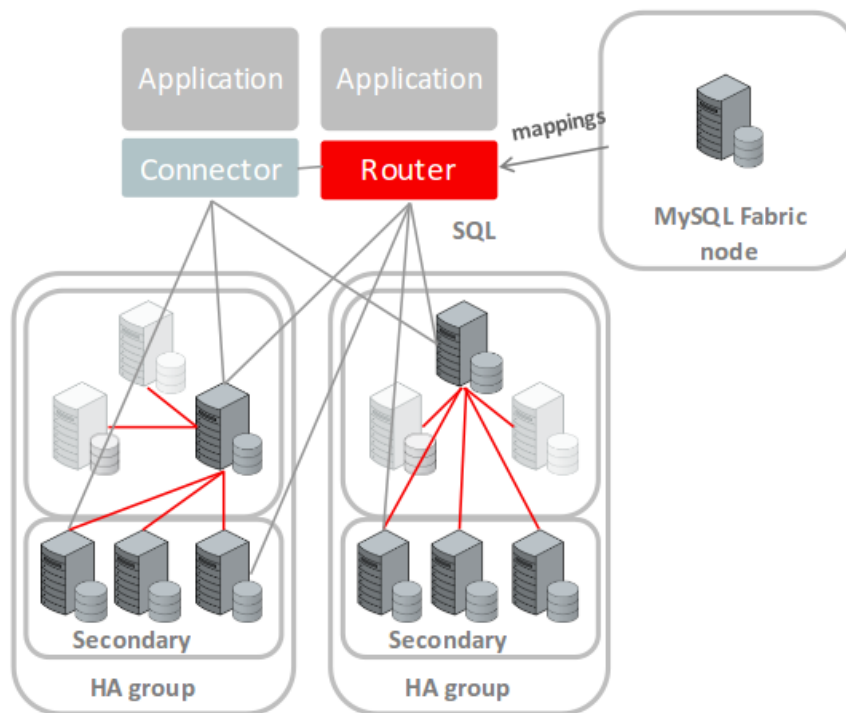 Application
Application
mappings
Connector
Router
SQL
MySQL Fabric
node
Secondary
Secondary
HA group
HA group